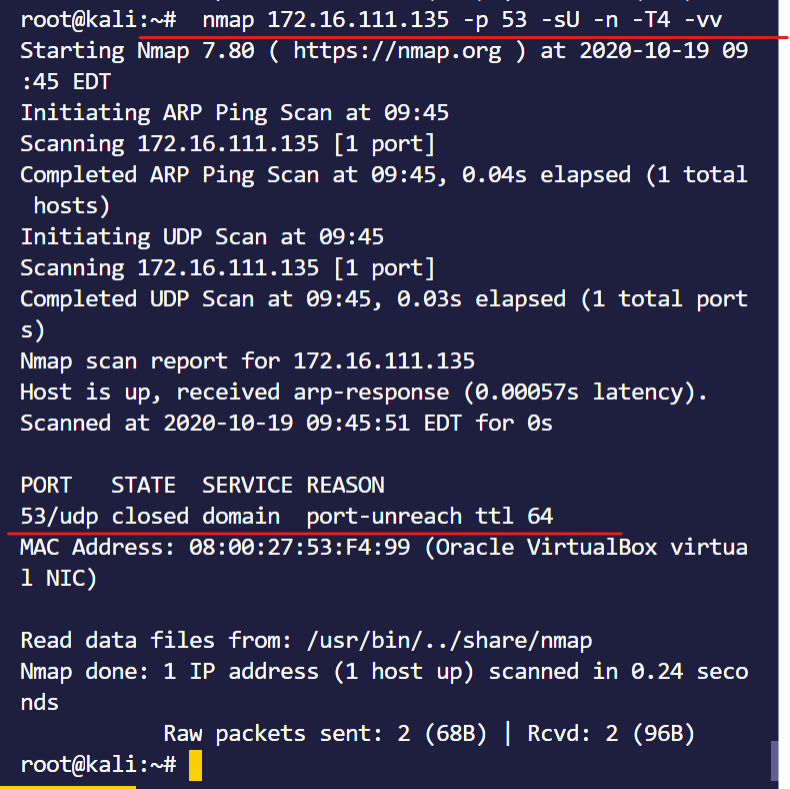 root@kali:~#  nmap 172.16.111.135 -p 53 -sU -n -T4 -vv
Starting Nmap 7.80 ( https://nmap.org ) at 2020-10-19 09
:45 EDT
Initiating ARP Ping Scan at 09:45
Scanning 172.16.111.135 [1 port]
Completed ARP Ping Scan at 09:45, 0.04s elapsed (1 total
 hosts)
Initiating UDP Scan at 09:45
Scanning 172.16.111.135 [1 port]
Completed UDP Scan at 09:45, 0.03s elapsed (1 total port
s)
Nmap scan report for 172.16.111.135
Host is up, received arp-response (0.00057s latency).
Scanned at 2020-10-19 09:45:51 EDT for 0s

PORT   STATE  SERVICE REASON
53/udp closed domain  port-unreach ttl 64
MAC Address: 08:00:27:53:F4:99 (Oracle VirtualBox virtua
l NIC)

Read data files from: /usr/bin/../share/nmap
Nmap done: 1 IP address (1 host up) scanned in 0.24 seco
nds
           Raw packets sent: 2 (68B) | Rcvd: 2 (96B)
root@kali:~#